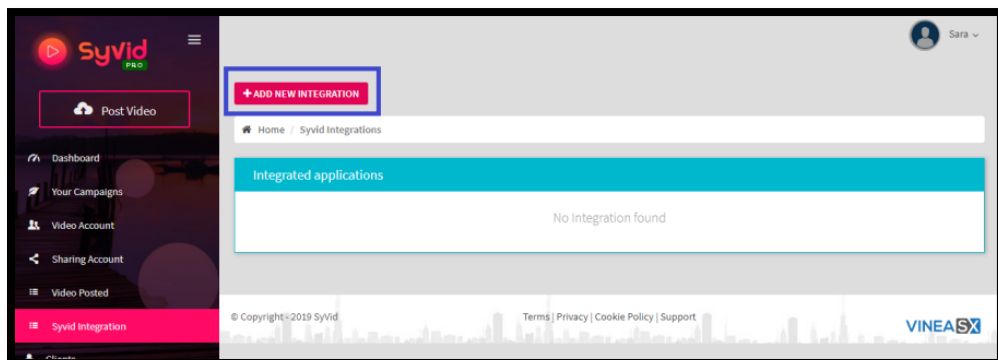 SyVid
PRO
Sara
Post Video
+ ADD NEW INTEGRATION
Home / Syvid Integrations
Dashboard
Integrated applications
Your Campaigns
No Integration found
Video Account
Sharing Account
Video Posted
Syvid Integration
© Copyright - 2019 SyVid
Terms | Privacy | Cookie Policy | Support
VINEASX
Clients